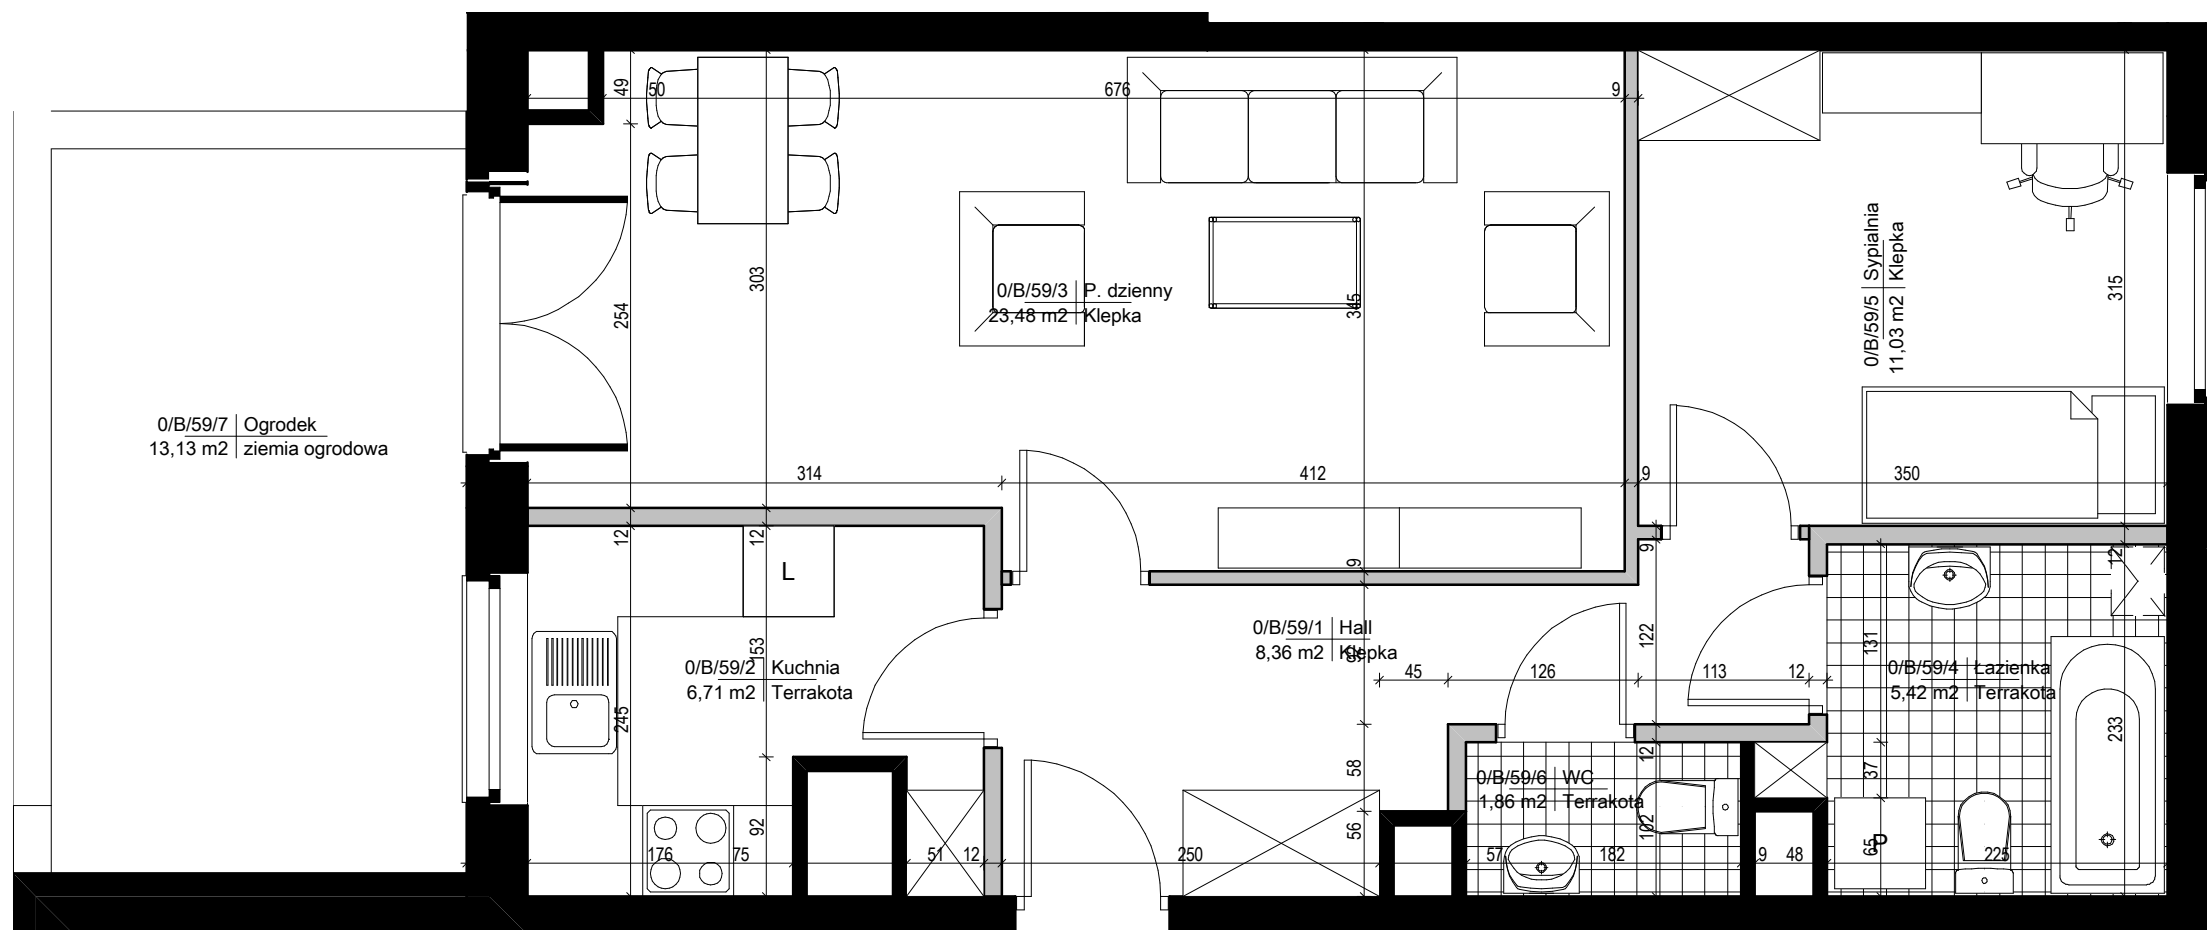 49
50
676
9
303
254
0/B/59/3 P. dzienny
23,48 m2 Klepka
345
0/B/59/5 Sypialnia
11,03 m2 Klepka
315
0/B/59/7 Ogrodek
13,13 m2 ziemia ogrodowa
314
412
9
350
12
12
L
9
9
12
0/B/59/1 Hall
8,36 m2 Klepka
122
131
153
0/B/59/2 Kuchnia
6,71 m2 Terrakota
45
126
113
12
0/B/59/4 Łazienka
5,42 m2 Terrakota
245
233
58
12
37
0/B/59/6 WC
1,86 m2 Terrakota
92
56
102
65
P
176
75
51
12
250
57
182
9
48
225